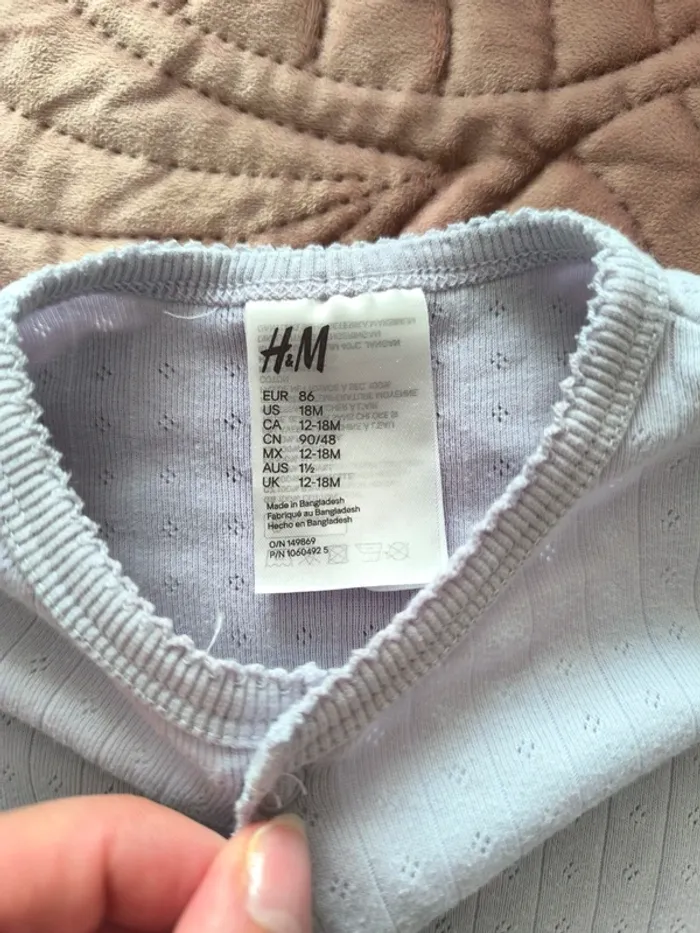 H&M
EUR 86
US 18M
CA 12-18M
CN 90/48
MX 12-18M
AUS 1½
UK 12-18M
Made in Bangladesh
Fabriqué au Bangladesh
Hecho en Bangladesh
O/N 149869
P/N 1060492 5